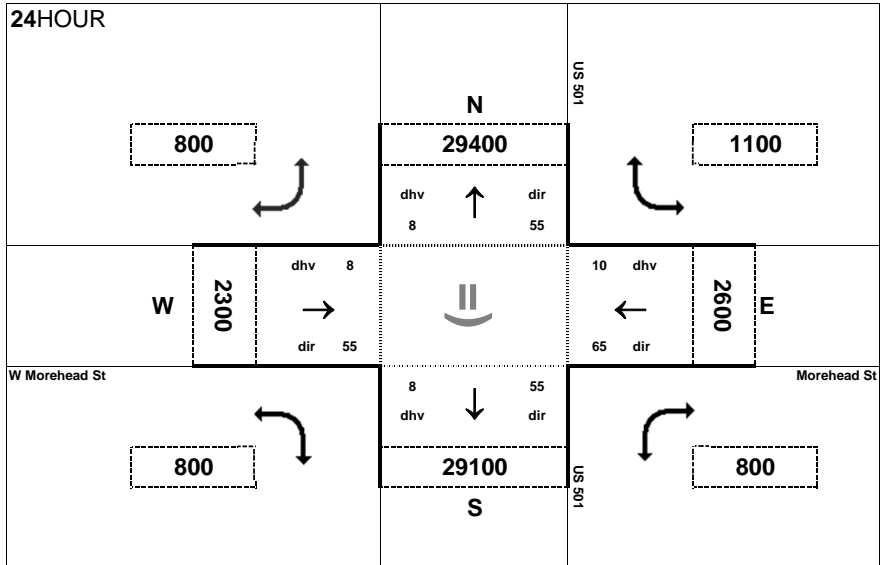 24HOUR
US 501
N
800
29400
1100
dhv
dir
8
55
dhv 8
10 dhv
W
2300
2600
E
dir 55
65 dir
W Morehead St
Morehead St
8
55
dhv
dir
800
29100
800
US 501
S